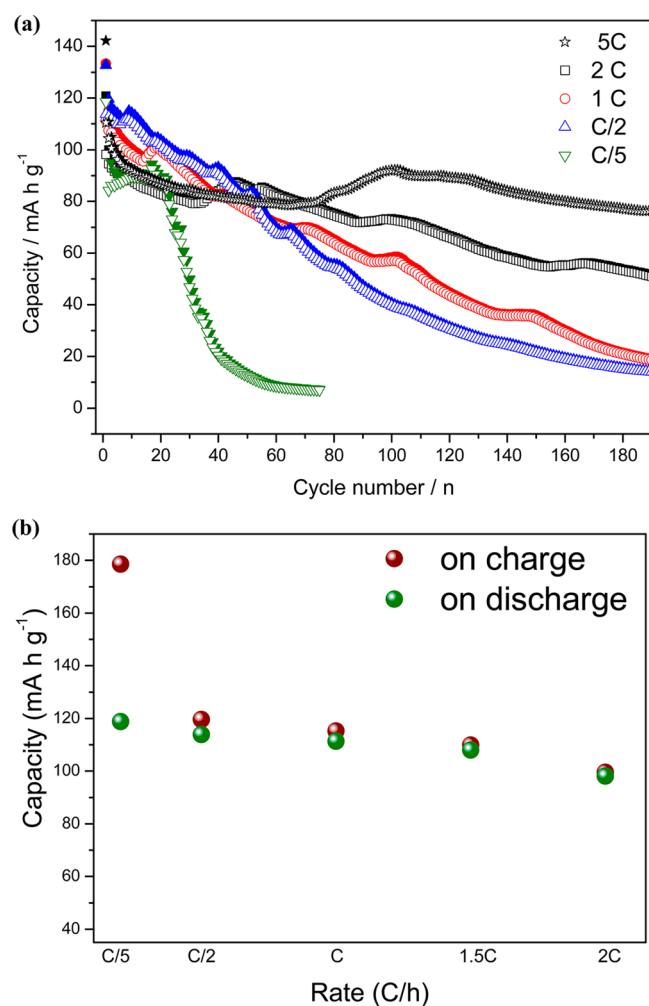 (a)
5C
2 C
1 C
C/2
C/5
Capacity / mA h g⁻¹
140
120
100
80
60
40
20
0
0 20 40 60 80 100 120 140 160 180
Cycle number / n
(b)
on charge
on discharge
Capacity (mA h g⁻¹)
180
160
140
120
100
80
60
40
C/5 C/2 C 1.5C 2C
Rate (C/h)